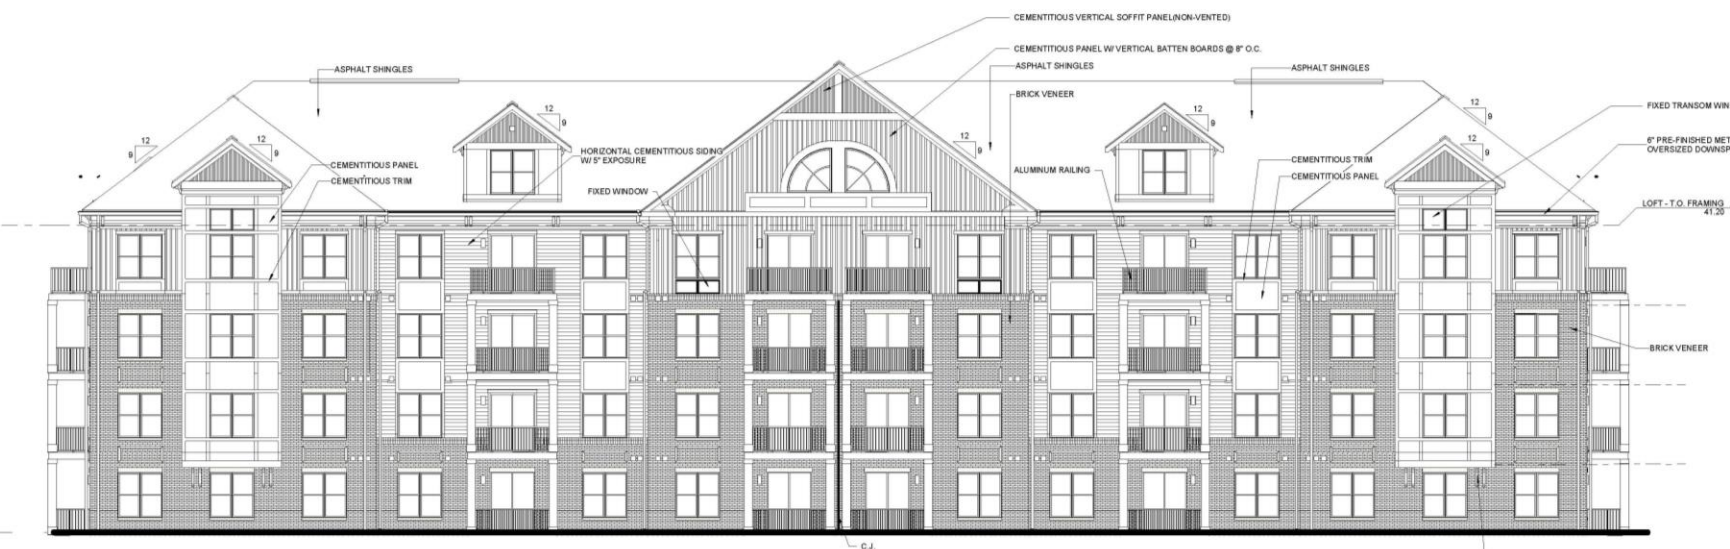 CEMENTITIOUS VERTICAL SOFFIT PANEL(NON-VENTED)
CEMENTITIOUS PANEL W/ VERTICAL BATTEN BOARDS @ 8" O.C.
ASPHALT SHINGLES
ASPHALT SHINGLES
ASPHALT SHINGLES
BRICK VENEER
FIXED TRANSOM WIN
12
9
12
9
12
9
12
9
12
9
12
9
12
9
HORIZONTAL CEMENTITIOUS SIDING
W/ 5" EXPOSURE
CEMENTITIOUS PANEL
CEMENTITIOUS TRIM
FIXED WINDOW
ALUMINUM RAILING
CEMENTITIOUS TRIM
CEMENTITIOUS PANEL
6" PRE-FINISHED MET
OVERSIZED DOWNSP
LOFT - T.O. FRAMING
41.20
BRICK VENEER
C.J.